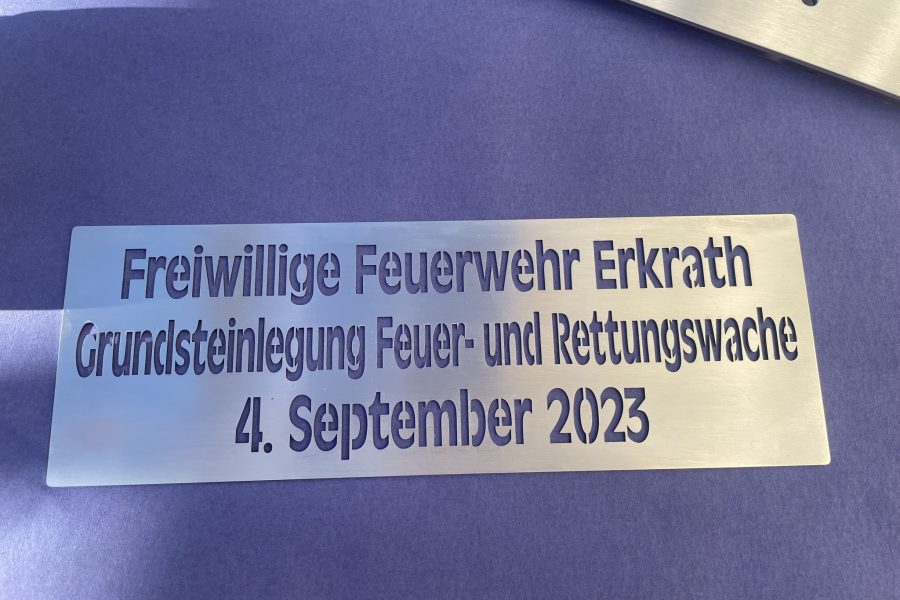 Freiwillige Feuerwehr Erkrath
Grundsteinlegung Feuer- und Rettungswache
4. September 2023